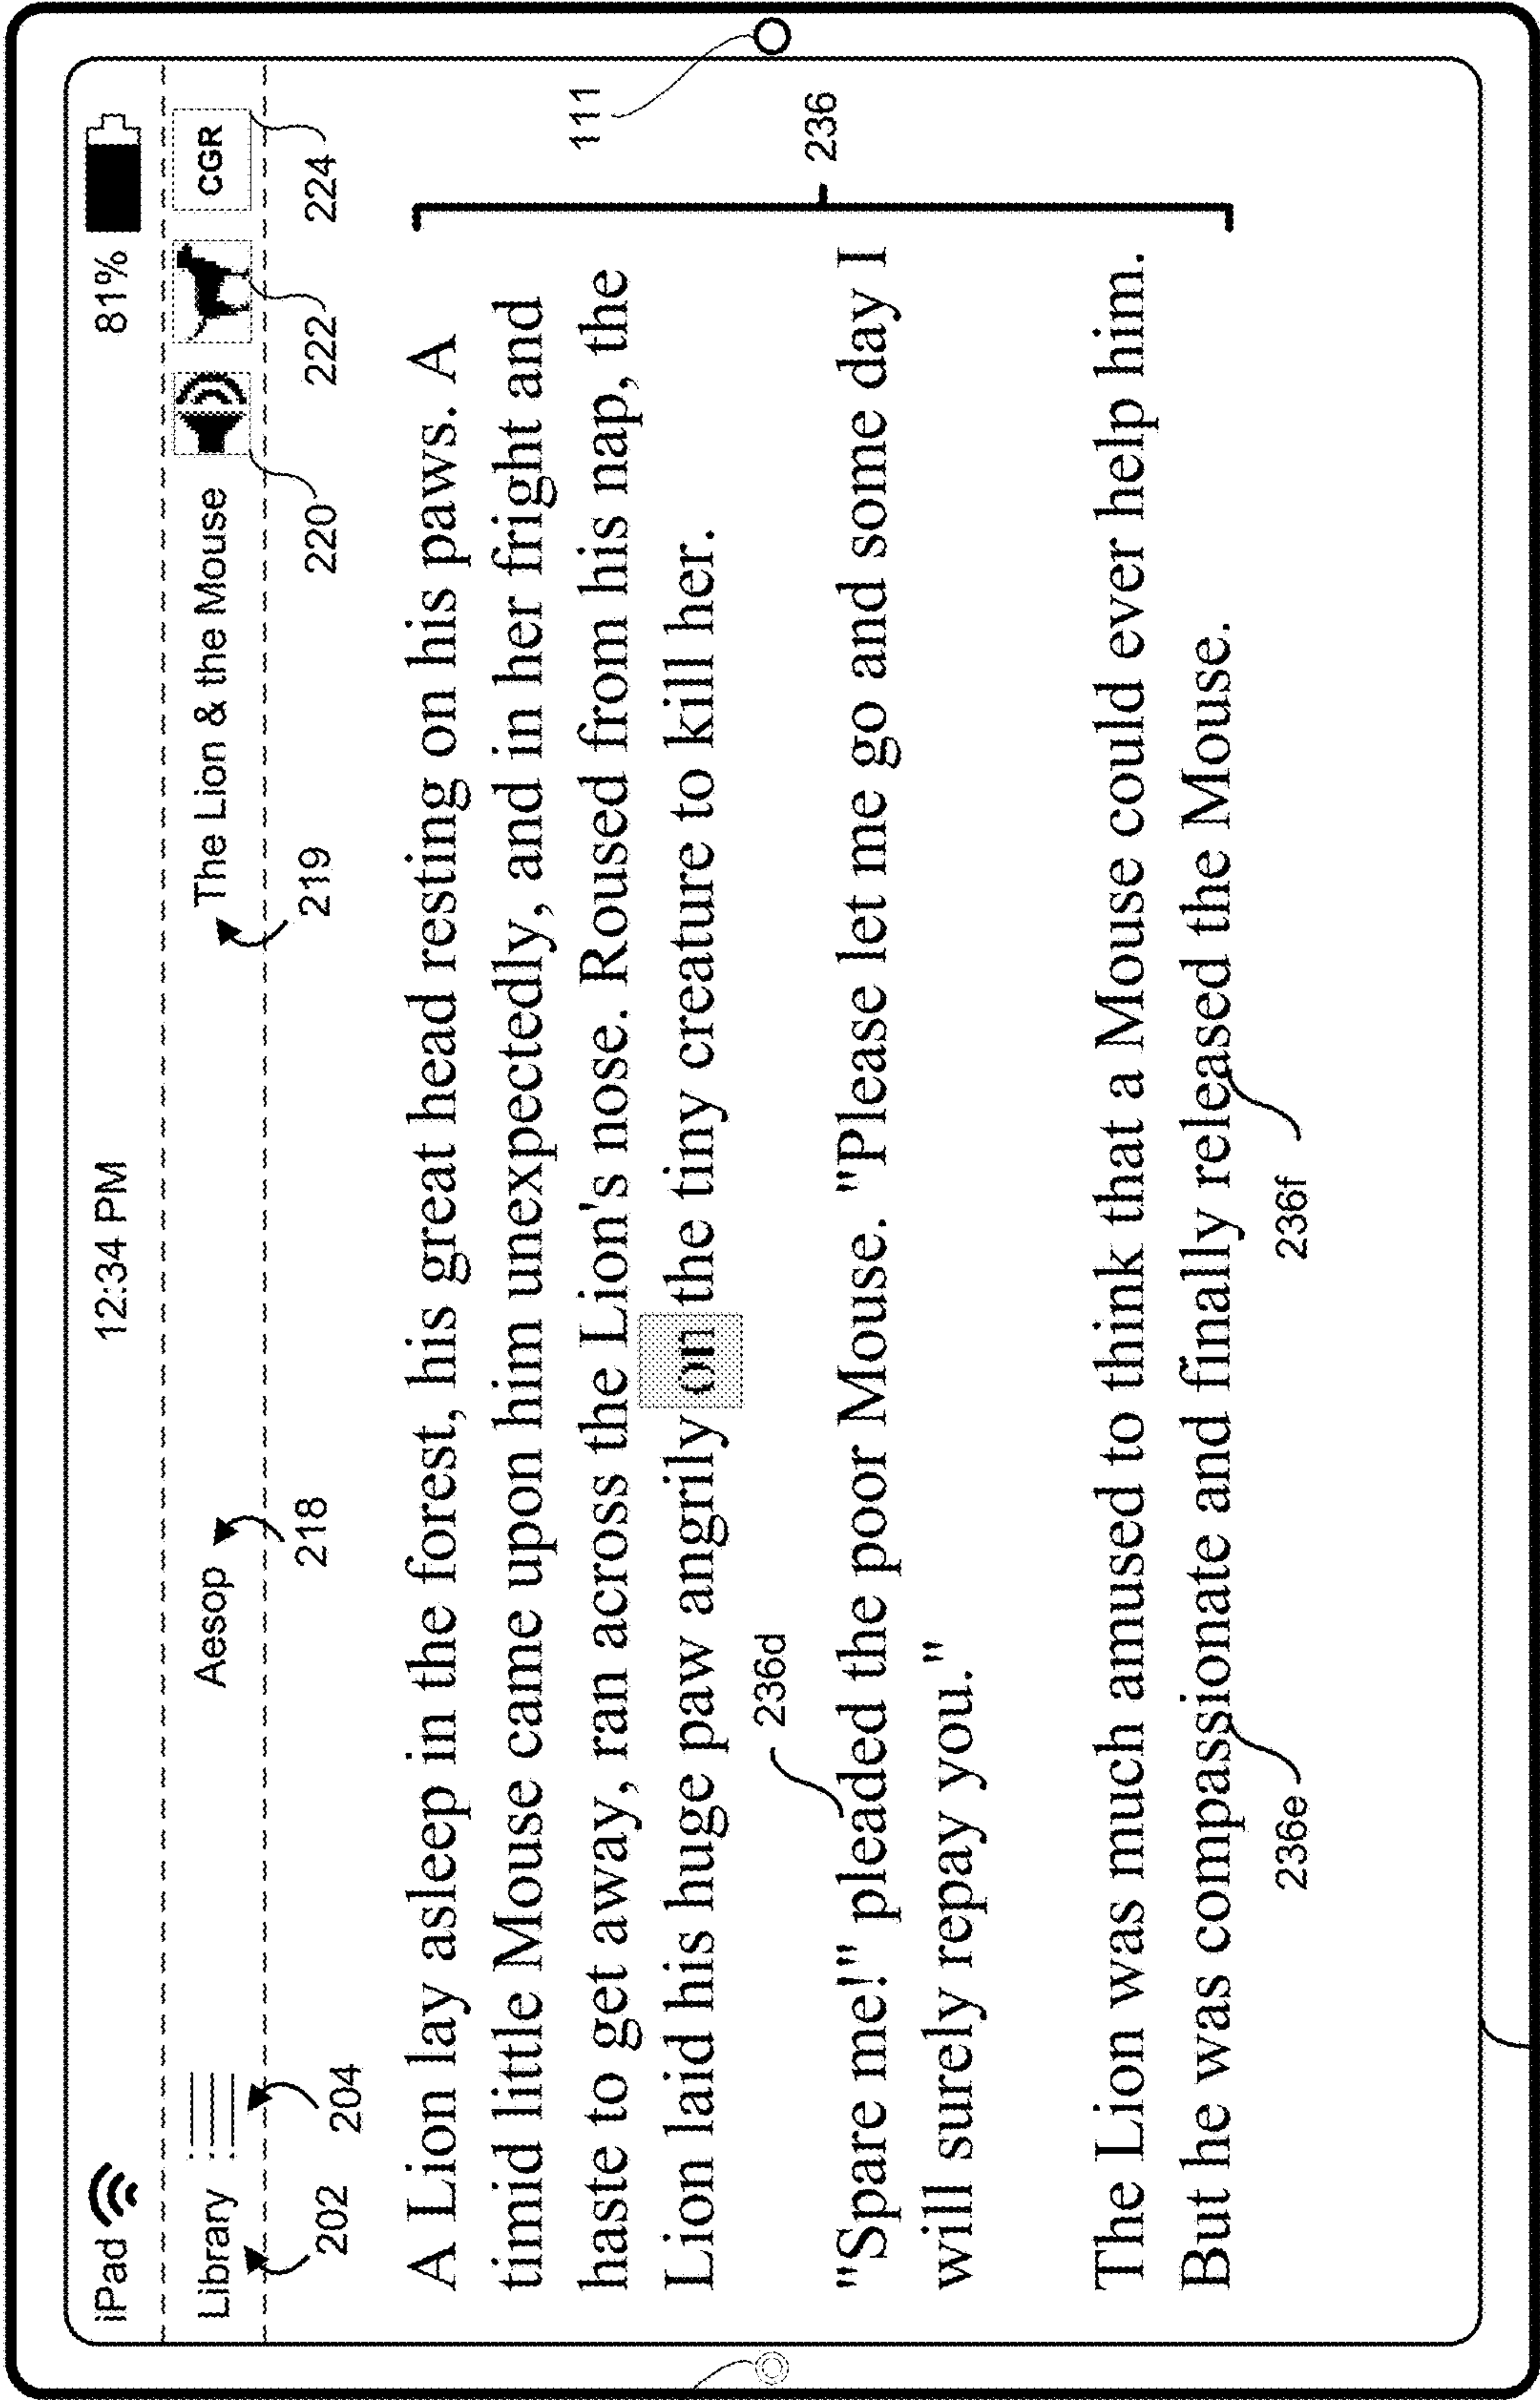 iPad 12:34 PM 81%
Library Aesop The Lion & the Mouse CGR
202 204 218 219 220 222 224
A Lion lay asleep in the forest, his great head resting on his paws. A
timid little Mouse came upon him unexpectedly, and in her fright and
haste to get away, ran across the Lion's nose. Roused from his nap, the
Lion laid his huge paw angrily on the tiny creature to kill her.
111
236
236d
"Spare me!" pleaded the poor Mouse. "Please let me go and some day I
will surely repay you."
The Lion was much amused to think that a Mouse could ever help him.
But he was compassionate and finally released the Mouse.
236e 236f